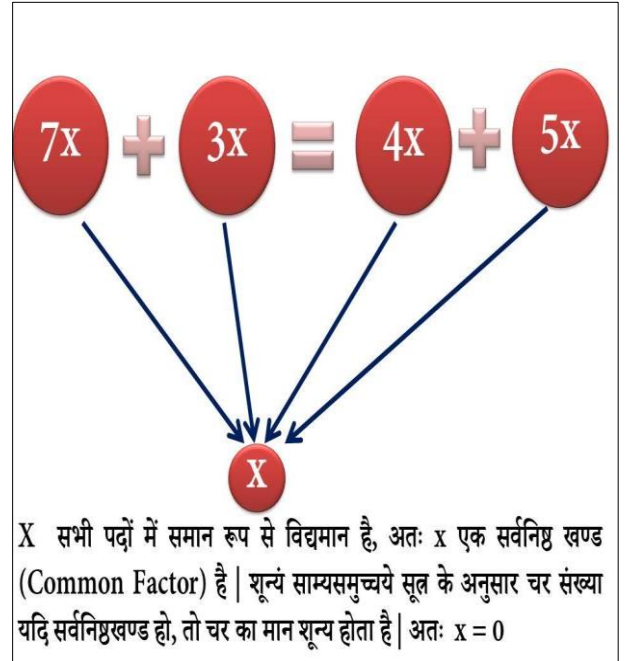 7x + 3x = 4x + 5x
X
X सभी पदों में समान रूप से विद्यमान है, अतः x एक सर्वनिष्ठ खण्ड
(Common Factor) है | शून्यं साम्यसमुच्चये सूत्र के अनुसार चर संख्या
यदि सर्वनिष्ठखण्ड हो, तो चर का मान शून्य होता है | अतः x = 0